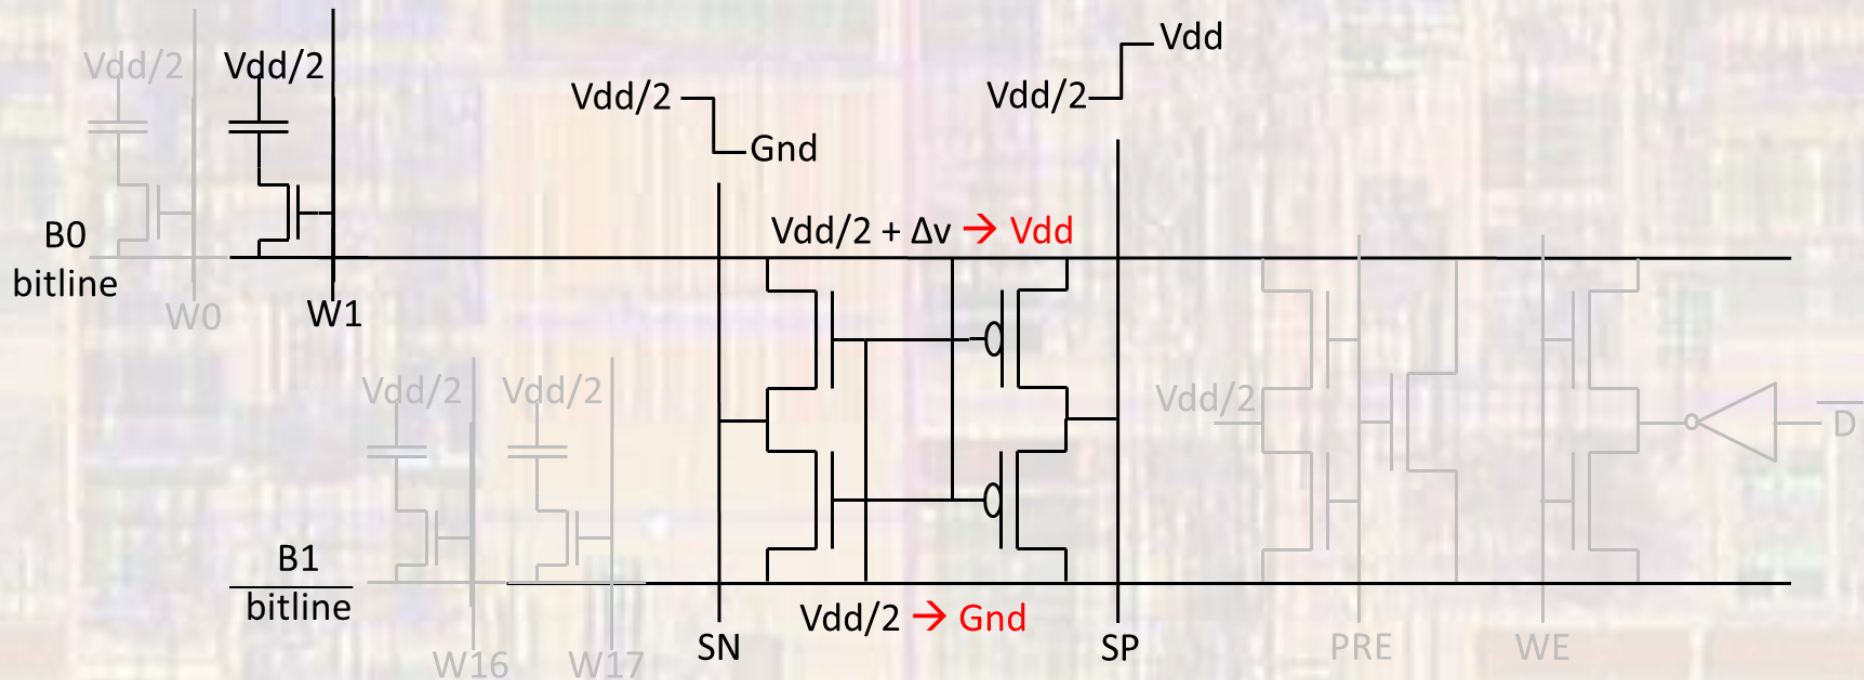 Vdd
Vdd/2 Vdd/2 Vdd/2 Vdd/2
Gnd
B0
bitline
Vdd/2 + Δv → Vdd
W0 W1
Vdd/2 Vdd/2 Vdd/2
D
B1
bitline
Vdd/2 → Gnd
W16 W17 SN SP PRE WE